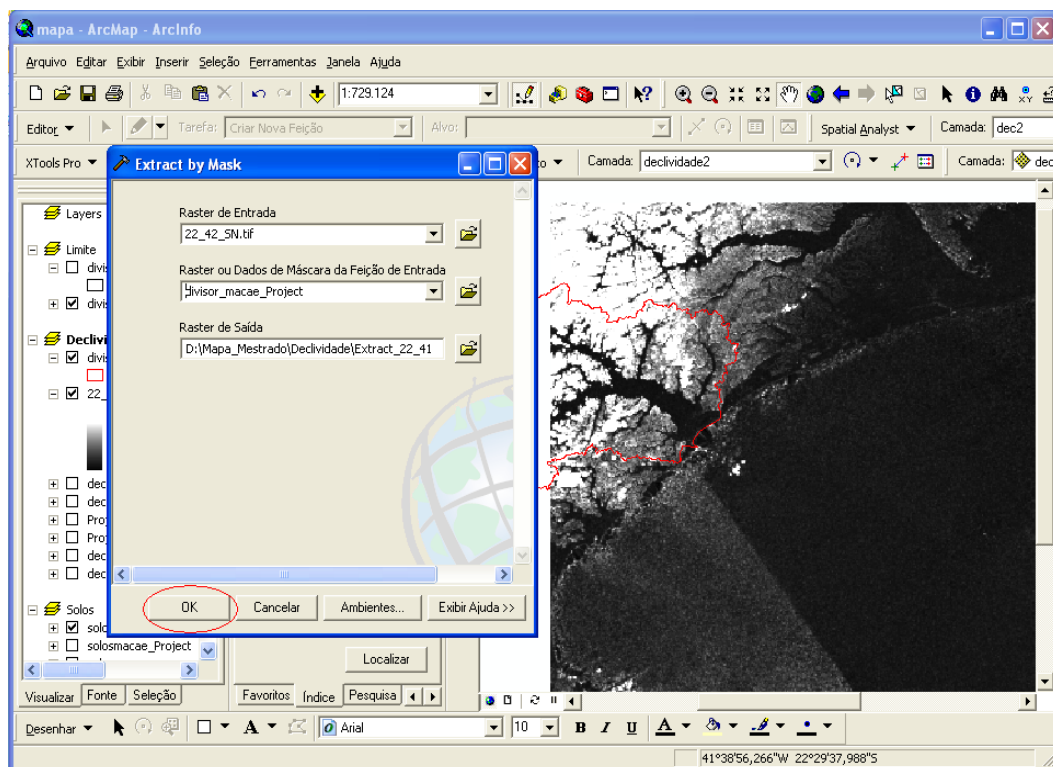 mapa - ArcMap - ArcInfo
Arquivo Editar Exibir Inserir Seleção Ferramentas Janela Ajuda
1:729.124
Editor Tarefa: Criar Nova Feição Alvo: Spatial Analyst Camada: dec2
XTools Pro Camada: declividade2 Camada:
Extract by Mask
Layers
Limite
Solos
solosmacae_Project
Raster de Entrada
22_42_SN.tif
Raster ou Dados de Máscara da Feição de Entrada
divisor_macae_Project
Raster de Saída
D:\Mapa_Mestrado\Declividade\Extract_22_41
OK Cancelar Ambientes... Exibir Ajuda >>
Localizar
Visualizar Fonte Seleção Favoritos Índice Pesquisa
Desenhar Arial 10 B I U A
41°38'56,266"W 22°29'37,988"S